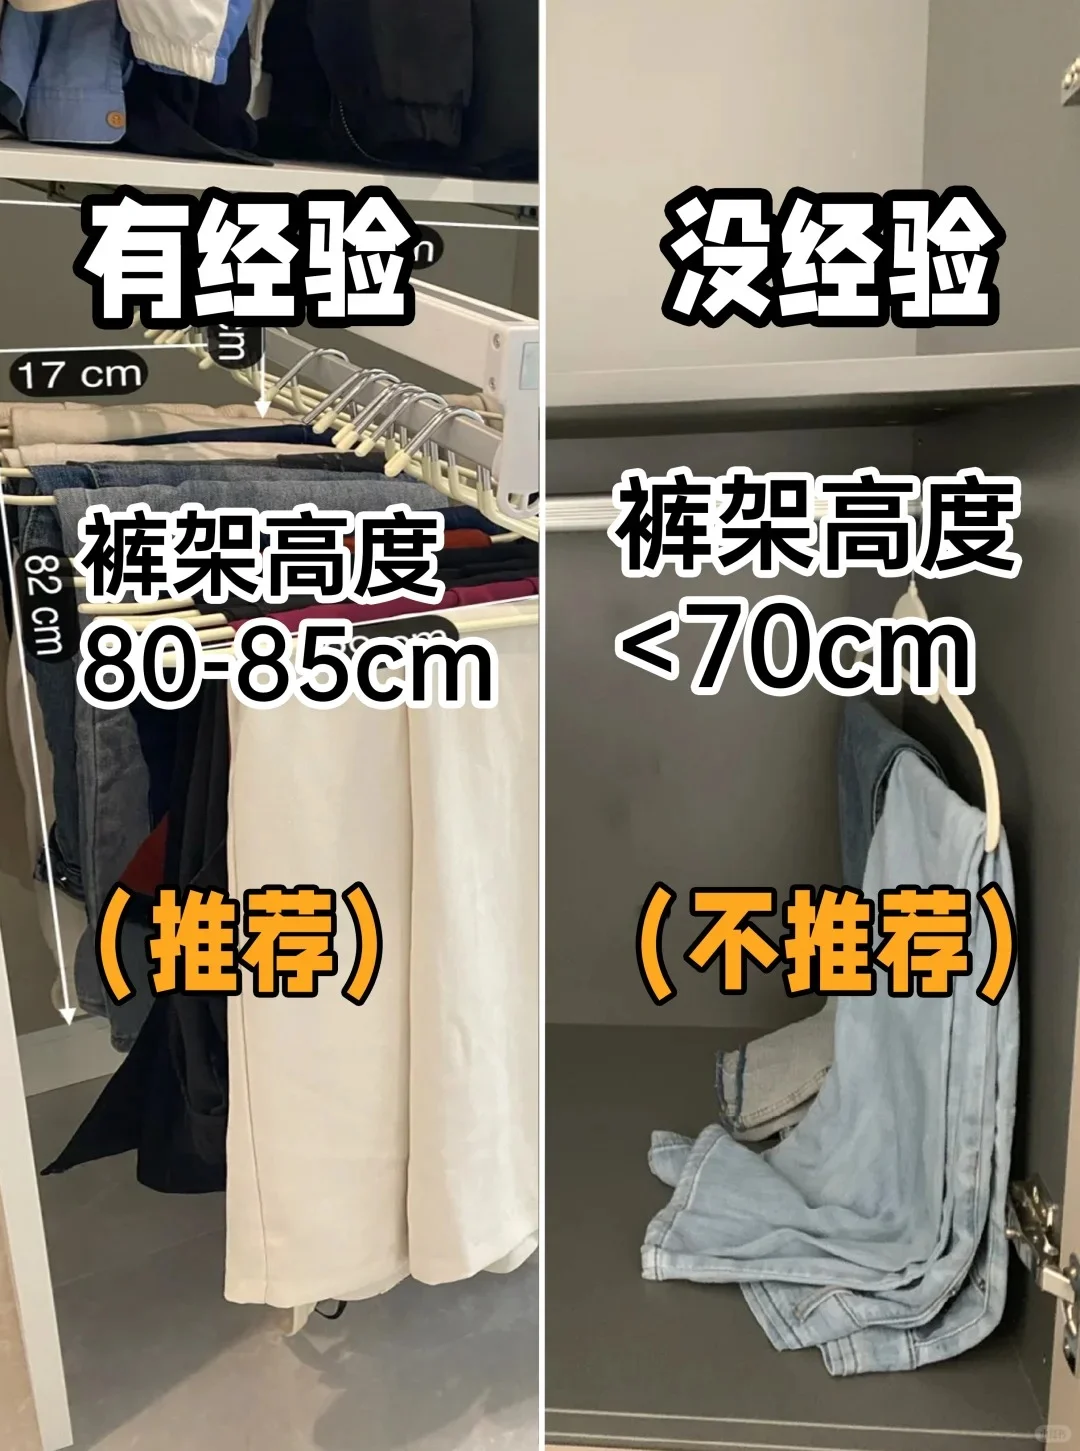 有经验
17 cm
cm
82 cm
裤架高度
80-85cm
(推荐)
没经验
裤架高度
<70cm
(不推荐)